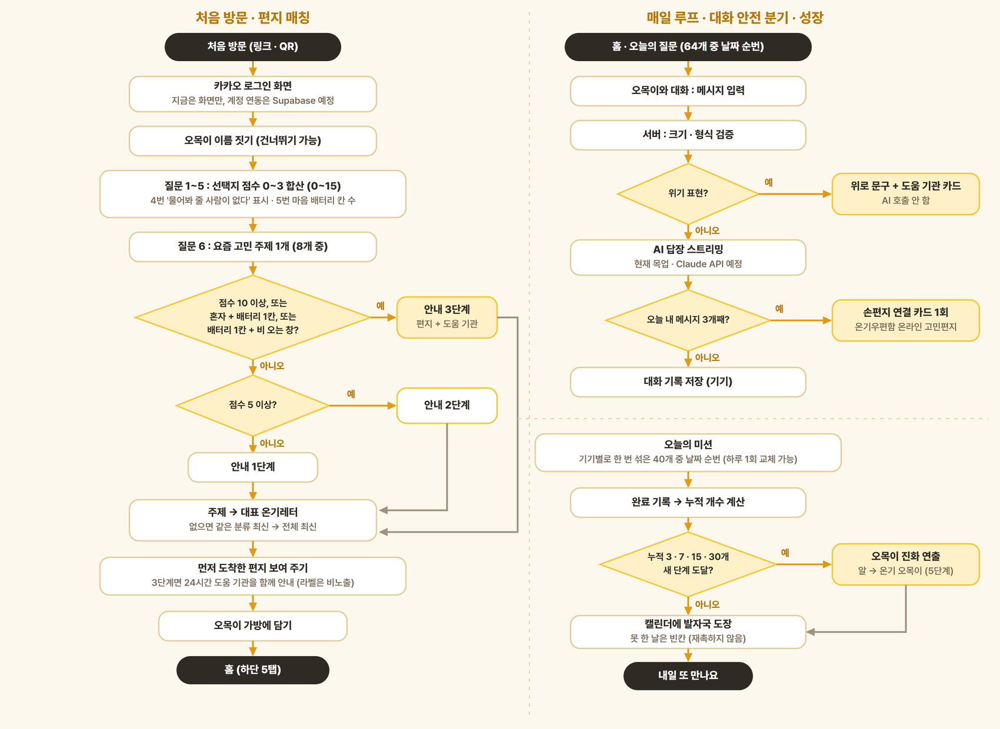 처음 방문 · 편지 매칭
처음 방문 (링크 · QR)
카카오 로그인 화면
지금은 화면만, 계정 연동은 Supabase 예정
오목이 이름 짓기 (건너뛰기 가능)
질문 1~5 : 선택지 점수 0~3 합산 (0~15)
4번 '물어봐 줄 사람이 없다' 표시 · 5번 마음 배터리 칸 수
질문 6 : 요즘 고민 주제 1개 (8개 중)
점수 10 이상, 또는
혼자 + 배터리 1칸, 또는
배터리 1칸 + 비 오는 창?
예
안내 3단계
편지 + 도움 기관
아니오
점수 5 이상?
예
안내 2단계
아니오
안내 1단계
주제 → 대표 온기레터
없으면 같은 분류 최신 → 전체 최신
먼저 도착한 편지 보여 주기
3단계면 24시간 도움 기관을 함께 안내 (라벨은 비노출)
오목이 가방에 담기
홈 (하단 5탭)
매일 루프 · 대화 안전 분기 · 성장
홈 · 오늘의 질문 (64개 중 날짜 순번)
오목이와 대화 : 메시지 입력
서버 : 크기 · 형식 검증
위기 표현?
예
위로 문구 + 도움 기관 카드
AI 호출 안 함
아니오
AI 답장 스트리밍
현재 목업 · Claude API 예정
오늘 내 메시지 3개째?
예
손편지 연결 카드 1회
온기우편함 온라인 고민편지
아니오
대화 기록 저장 (기기)
오늘의 미션
기기별로 한 번 섞은 40개 중 날짜 순번 (하루 1회 교체 가능)
완료 기록 → 누적 개수 계산
누적 3 · 7 · 15 · 30개
새 단계 도달?
예
오목이 진화 연출
알 → 온기 오목이 (5단계)
아니오
캘린더에 발자국 도장
못 한 날은 빈칸 (재촉하지 않음)
내일 또 만나요